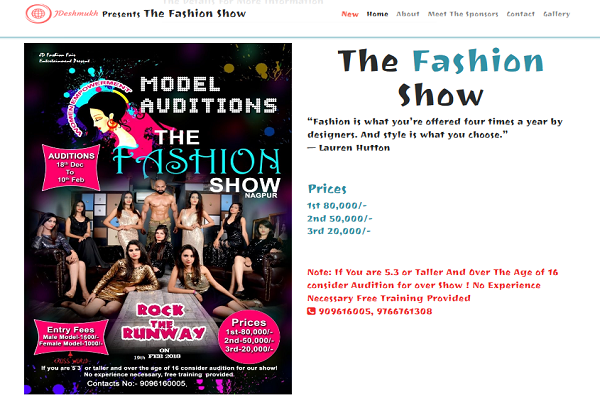 JDeshmukh Presents The Fashion Show
New Home About Meet The Sponsors Contact Gallery
JD Fashion Fair
Entertainment Present
WOMEN EMPOWERMENT
MODEL
AUDITIONS
AUDITIONS
18th Dec
To
10th Feb
THE
FASHION
SHOW
NAGPUR
ROCK
THE
RUNWAY
ON
19th FEB 2018
Entry Fees
Male Model-1500/-
Female Model-1000/-
Prices
1st-80,000/-
2nd-50,000/-
3rd-20,000/-
If you are 5.3 or taller and over the age of 16 consider audition for our show!
No experience necessary, free training provided.
Contacts No:- 9096160005
The Fashion
Show
“Fashion is what you're offered four times a year by
designers. And style is what you choose.”
— Lauren Hutton
Prices
1st 80,000/-
2nd 50,000/-
3rd 20,000/-
Note: If You are 5.3 or Taller And Over The Age of 16
consider Audition for over Show ! No Experience
Necessary Free Training Provided
909616005, 9766761308